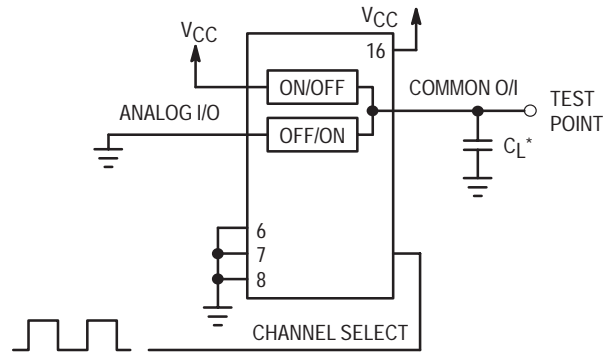 VCC
VCC
16
ON/OFF
COMMON O/I
TEST
POINT
ANALOG I/O
OFF/ON
CL*
6
7
8
CHANNEL SELECT